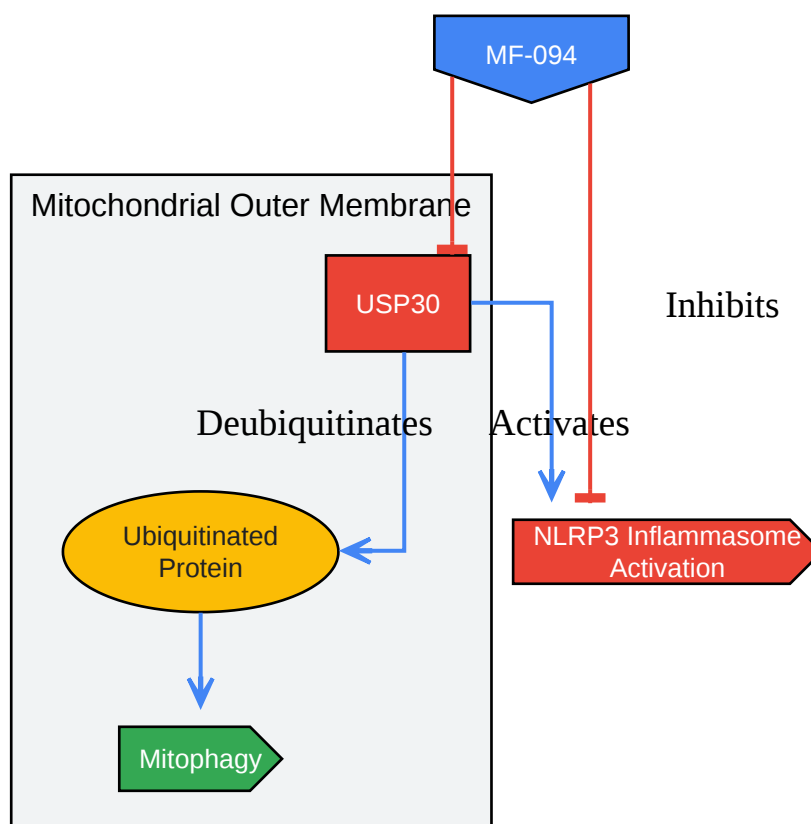 MF-094
Mitochondrial Outer Membrane
USP30
Inhibits
Deubiquitinates
Activates
Ubiquitinated
Protein
NLRP3 Inflammasome
Activation
Mitophagy